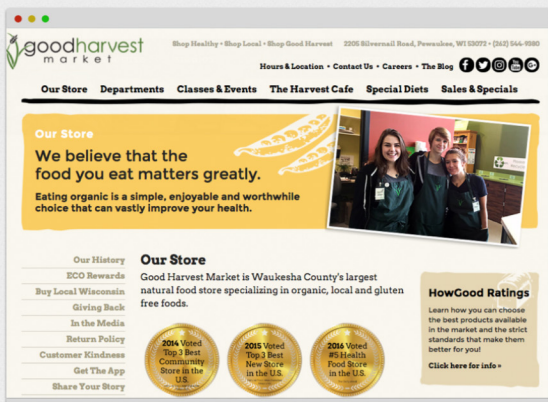 goodharvest
market
Shop Healthy • Shop Local • Shop Good Harvest
2205 Silvernail Road, Pewaukee, WI 53072 • (262) 544-9380
Hours & Location • Contact Us • Careers • The Blog
Our Store Departments Classes & Events The Harvest Cafe Special Diets Sales & Specials
Our Store
We believe that the
food you eat matters greatly.
Eating organic is a simple, enjoyable and worthwhile
choice that can vastly improve your health.
Our History
ECO Rewards
Buy Local Wisconsin
Giving Back
In the Media
Return Policy
Customer Kindness
Get The App
Share Your Story
Our Store
Good Harvest Market is Waukesha County's largest
natural food store specializing in organic, local and gluten
free foods.
2014 Voted
Top 3 Best
Community
Store in the
U.S.
2015 Voted
Top 3 Best
New Store
in the U.S.
2016 Voted
#5 Health
Food Store
in the U.S.
HowGood Ratings
Learn how you can choose
the best products available
in the market and the strict
standards that make them
better for you!
Click here for info »